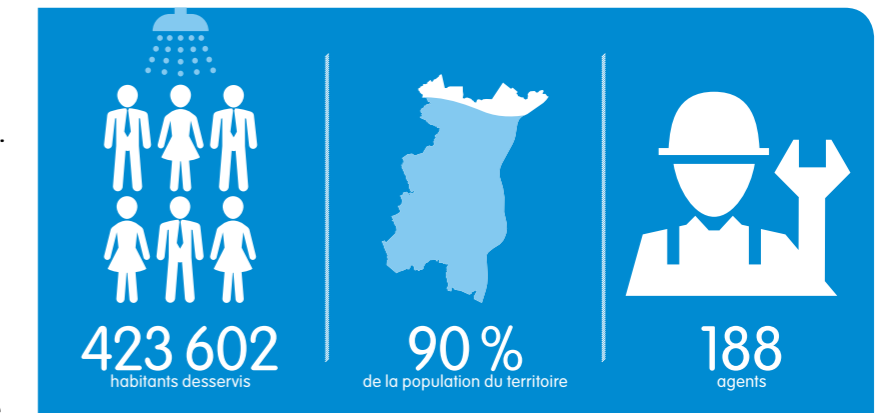 423 602
habitants desservis
90 %
de la population du territoire
188
agents